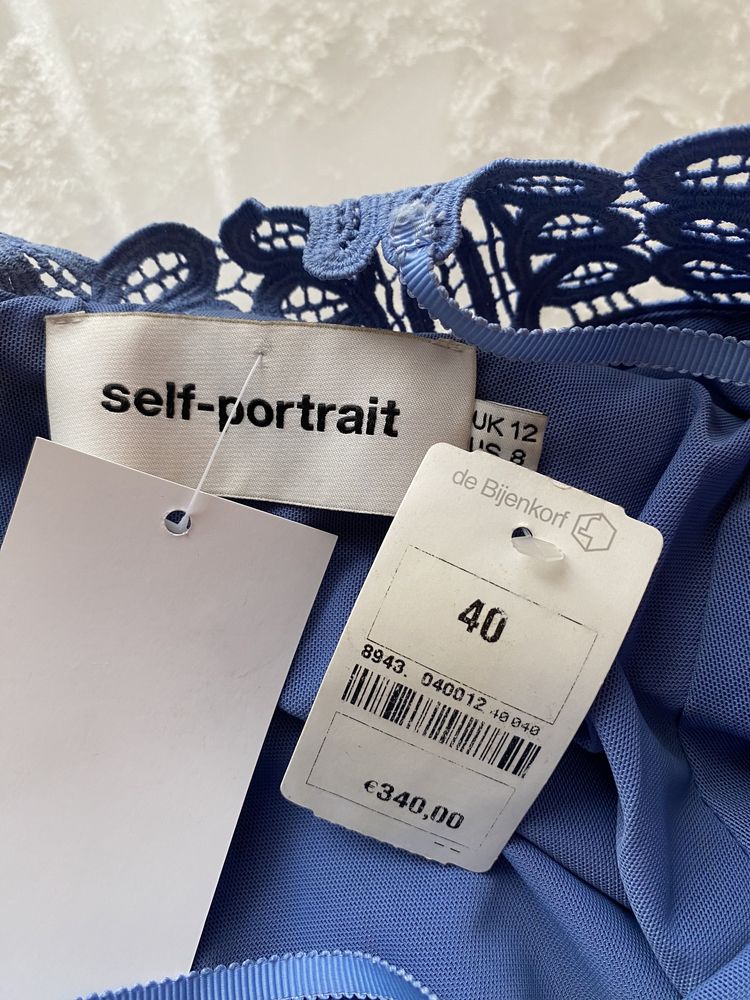 self-portrait
UK 12
US 8
de Bijenkorf
40
8943. 040012 40 040
€340,00